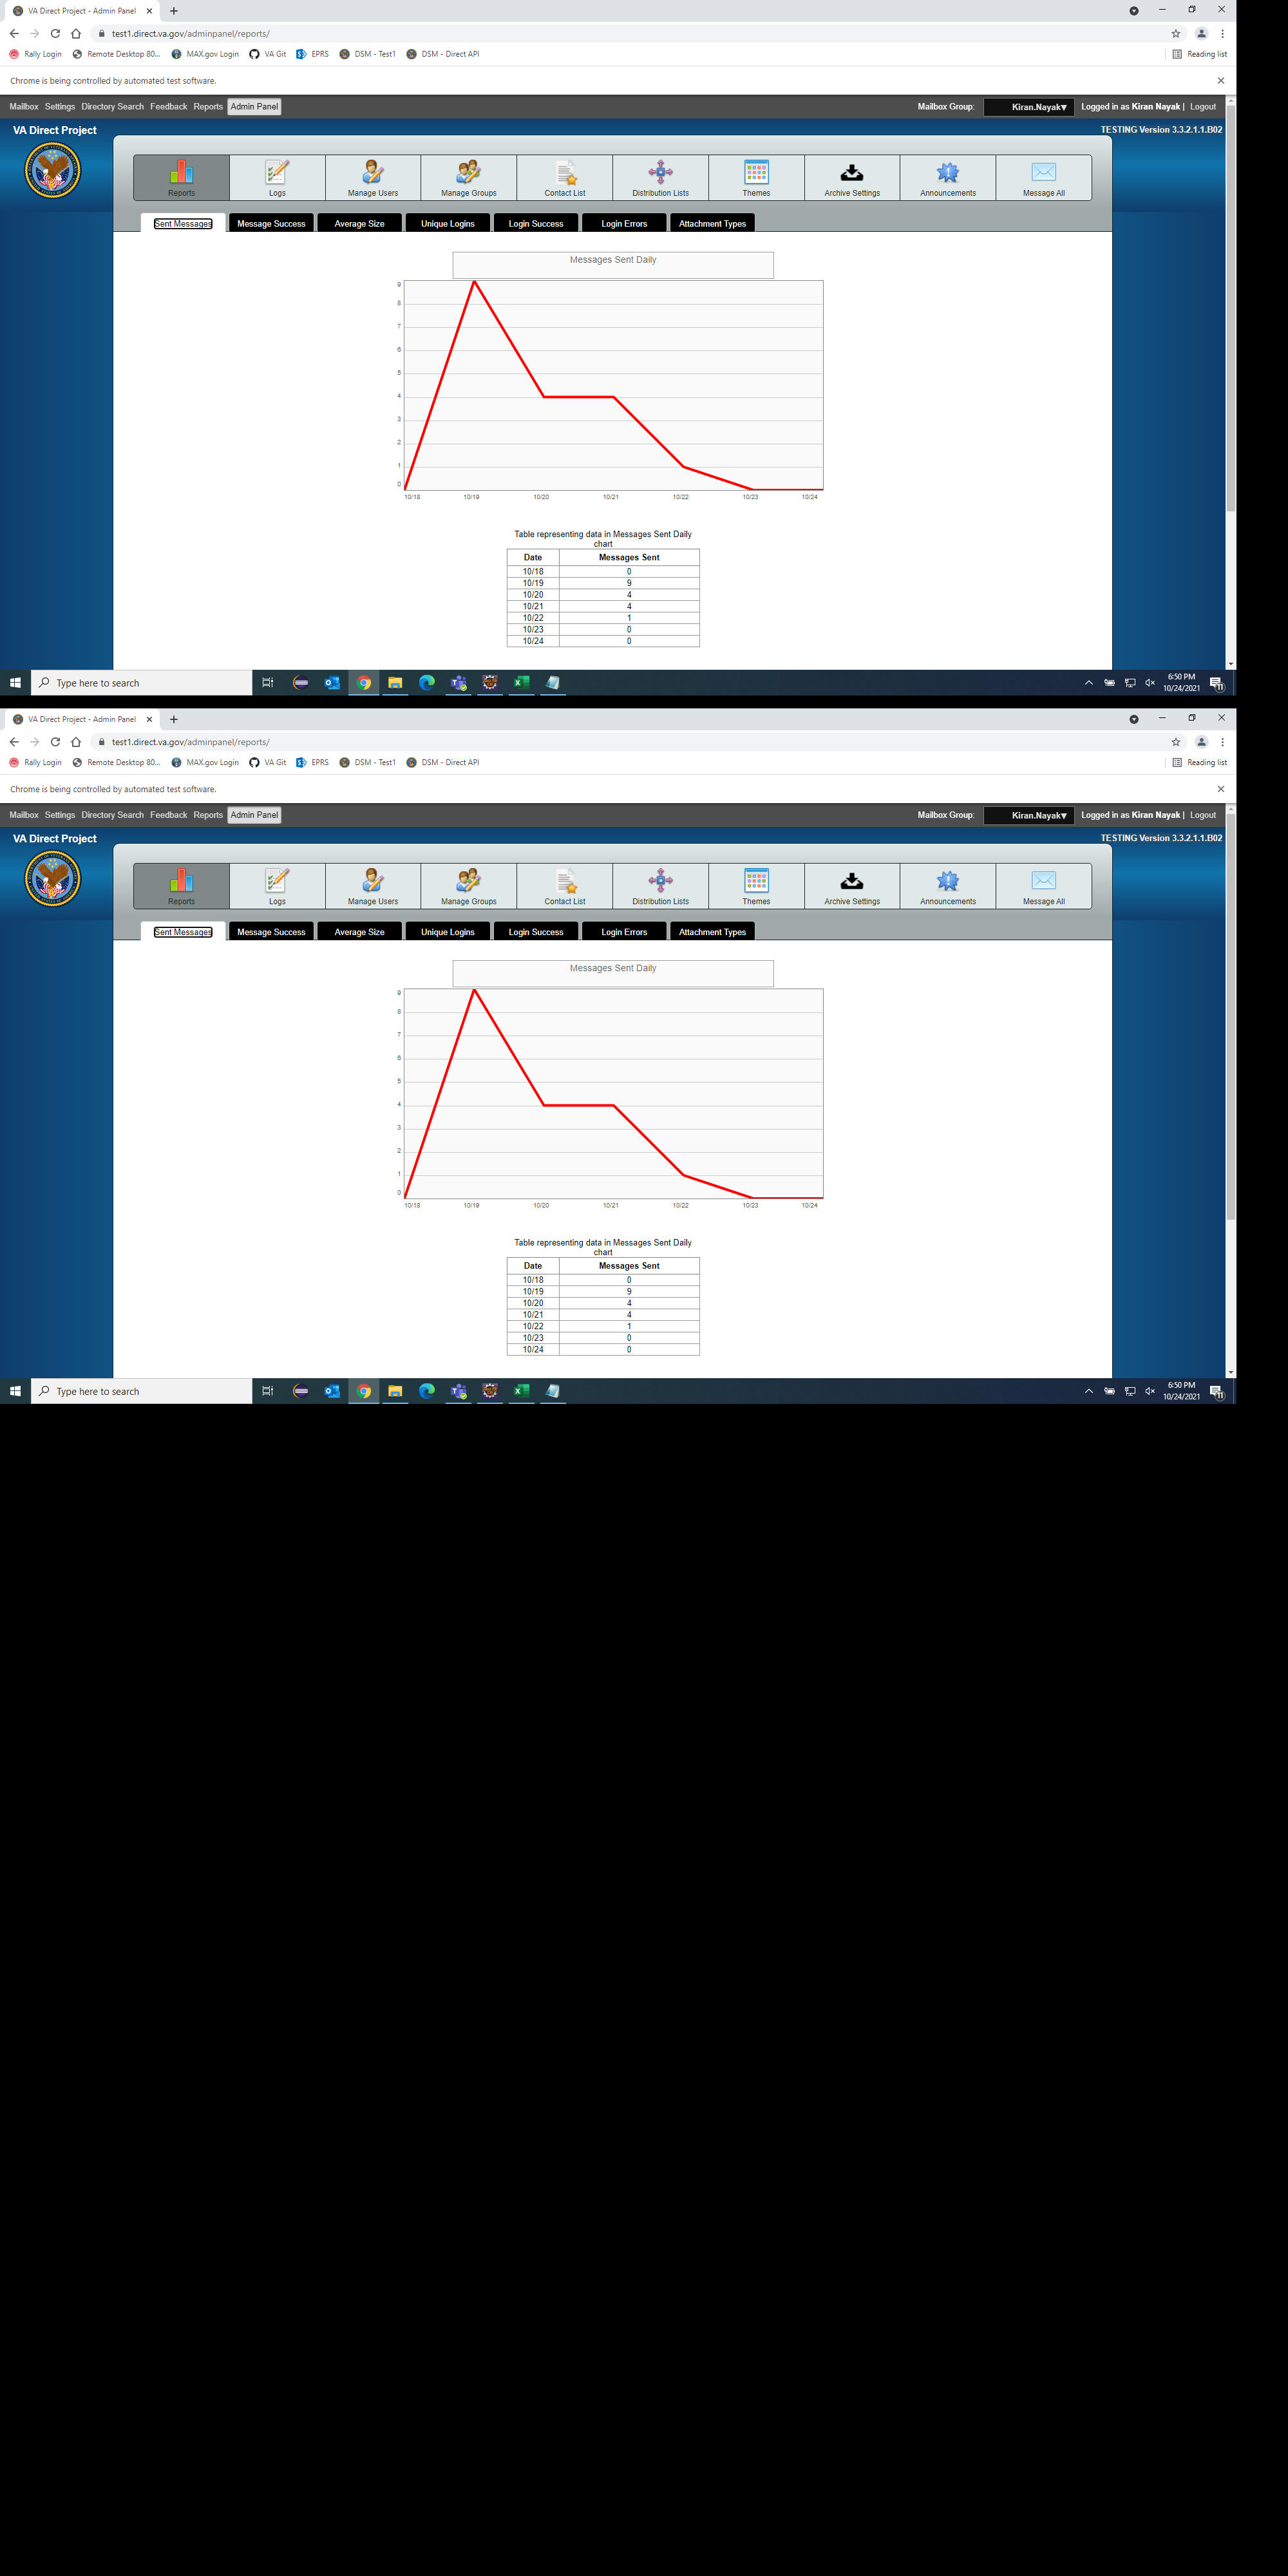 VA Direct Project - Admin Panel
test1.direct.va.gov/adminpanel/reports/
Rally Login Remote Desktop 80... MAX.gov Login VA Git EPRS DSM - Test1 DSM - Direct API Reading list
Chrome is being controlled by automated test software.
Mailbox Settings Directory Search Feedback Reports Admin Panel Mailbox Group: Kiran.Nayak▼ Logged in as Kiran Nayak | Logout
VA Direct Project TESTING Version 3.3.2.1.1.B02
Reports Logs Manage Users Manage Groups Contact List Distribution Lists Themes Archive Settings Announcements Message All
Sent Messages Message Success Average Size Unique Logins Login Success Login Errors Attachment Types
Messages Sent Daily
9
8
7
6
5
4
3
2
1
0
10/18 10/19 10/20 10/21 10/22 10/23 10/24
Table representing data in Messages Sent Daily
chart
Date Messages Sent
10/18 0
10/19 9
10/20 4
10/21 4
10/22 1
10/23 0
10/24 0
Type here to search
6:50 PM
10/24/2021
VA Direct Project - Admin Panel
test1.direct.va.gov/adminpanel/reports/
Rally Login Remote Desktop 80... MAX.gov Login VA Git EPRS DSM - Test1 DSM - Direct API Reading list
Chrome is being controlled by automated test software.
Mailbox Settings Directory Search Feedback Reports Admin Panel Mailbox Group: Kiran.Nayak▼ Logged in as Kiran Nayak | Logout
VA Direct Project TESTING Version 3.3.2.1.1.B02
Reports Logs Manage Users Manage Groups Contact List Distribution Lists Themes Archive Settings Announcements Message All
Sent Messages Message Success Average Size Unique Logins Login Success Login Errors Attachment Types
Messages Sent Daily
9
8
7
6
5
4
3
2
1
0
10/18 10/19 10/20 10/21 10/22 10/23 10/24
Table representing data in Messages Sent Daily
chart
Date Messages Sent
10/18 0
10/19 9
10/20 4
10/21 4
10/22 1
10/23 0
10/24 0
Type here to search
6:50 PM
10/24/2021